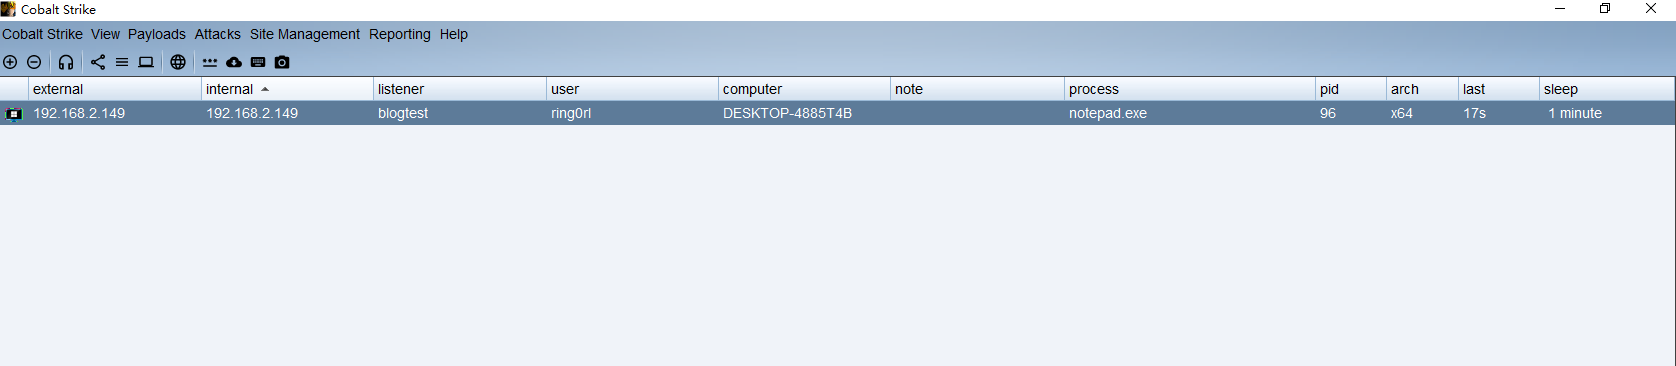 Cobalt Strike
Cobalt Strike View Payloads Attacks Site Management Reporting Help
external internal listener user computer note process pid arch last sleep
192.168.2.149 192.168.2.149 blogtest ring0rl DESKTOP-4885T4B notepad.exe 96 x64 17s 1 minute